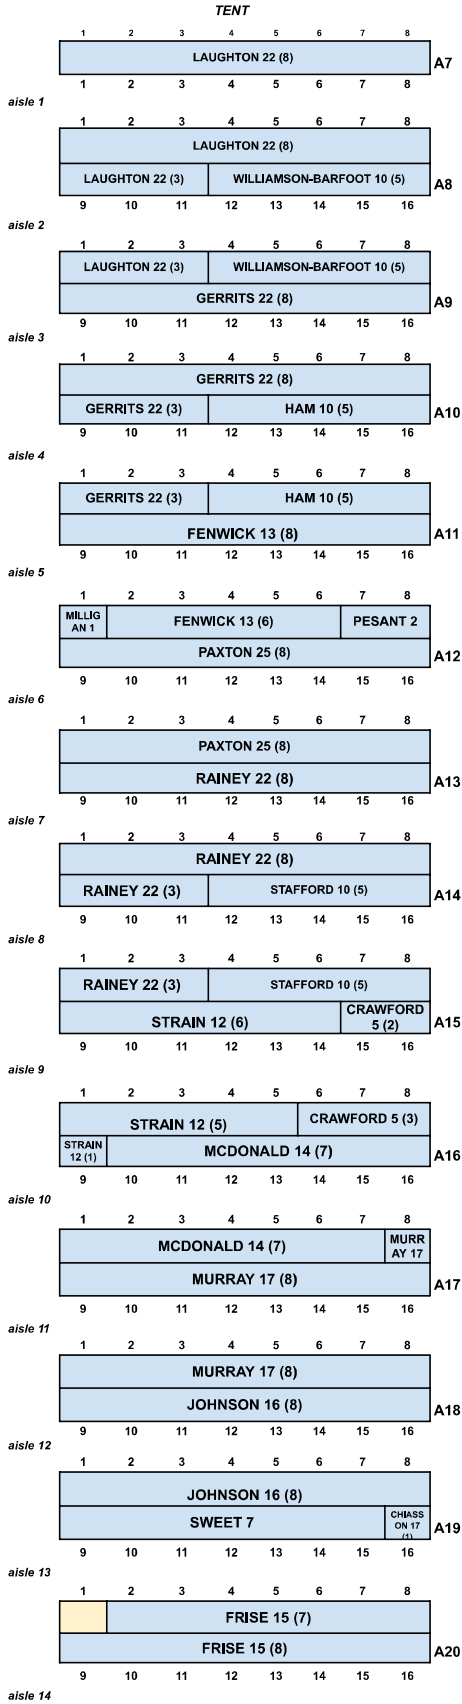 TENT
1 2 3 4 5 6 7 8
LAUGHTON 22 (8)
A7
1 2 3 4 5 6 7 8
aisle 1
1 2 3 4 5 6 7 8
LAUGHTON 22 (8)
LAUGHTON 22 (3) WILLIAMSON-BARFOOT 10 (5)
A8
9 10 11 12 13 14 15 16
aisle 2
1 2 3 4 5 6 7 8
LAUGHTON 22 (3) WILLIAMSON-BARFOOT 10 (5)
GERRITS 22 (8)
A9
9 10 11 12 13 14 15 16
aisle 3
1 2 3 4 5 6 7 8
GERRITS 22 (8)
GERRITS 22 (3) HAM 10 (5)
A10
9 10 11 12 13 14 15 16
aisle 4
1 2 3 4 5 6 7 8
GERRITS 22 (3) HAM 10 (5)
FENWICK 13 (8)
A11
9 10 11 12 13 14 15 16
aisle 5
1 2 3 4 5 6 7 8
MILLIG
AN 1
FENWICK 13 (6) PESANT 2
PAXTON 25 (8)
A12
9 10 11 12 13 14 15 16
aisle 6
1 2 3 4 5 6 7 8
PAXTON 25 (8)
RAINEY 22 (8)
A13
9 10 11 12 13 14 15 16
aisle 7
1 2 3 4 5 6 7 8
RAINEY 22 (8)
RAINEY 22 (3) STAFFORD 10 (5)
A14
9 10 11 12 13 14 15 16
aisle 8
1 2 3 4 5 6 7 8
RAINEY 22 (3) STAFFORD 10 (5)
STRAIN 12 (6)
CRAWFORD
5 (2)
A15
9 10 11 12 13 14 15 16
aisle 9
1 2 3 4 5 6 7 8
STRAIN 12 (5) CRAWFORD 5 (3)
STRAIN
12 (1)
MCDONALD 14 (7)
A16
9 10 11 12 13 14 15 16
aisle 10
1 2 3 4 5 6 7 8
MCDONALD 14 (7)
MURR
AY 17
MURRAY 17 (8)
A17
9 10 11 12 13 14 15 16
aisle 11
1 2 3 4 5 6 7 8
MURRAY 17 (8)
JOHNSON 16 (8)
A18
9 10 11 12 13 14 15 16
aisle 12
1 2 3 4 5 6 7 8
JOHNSON 16 (8)
SWEET 7
CHIASS
ON 17
(1)
A19
9 10 11 12 13 14 15 16
aisle 13
1 2 3 4 5 6 7 8
FRISE 15 (7)
FRISE 15 (8)
A20
9 10 11 12 13 14 15 16
aisle 14